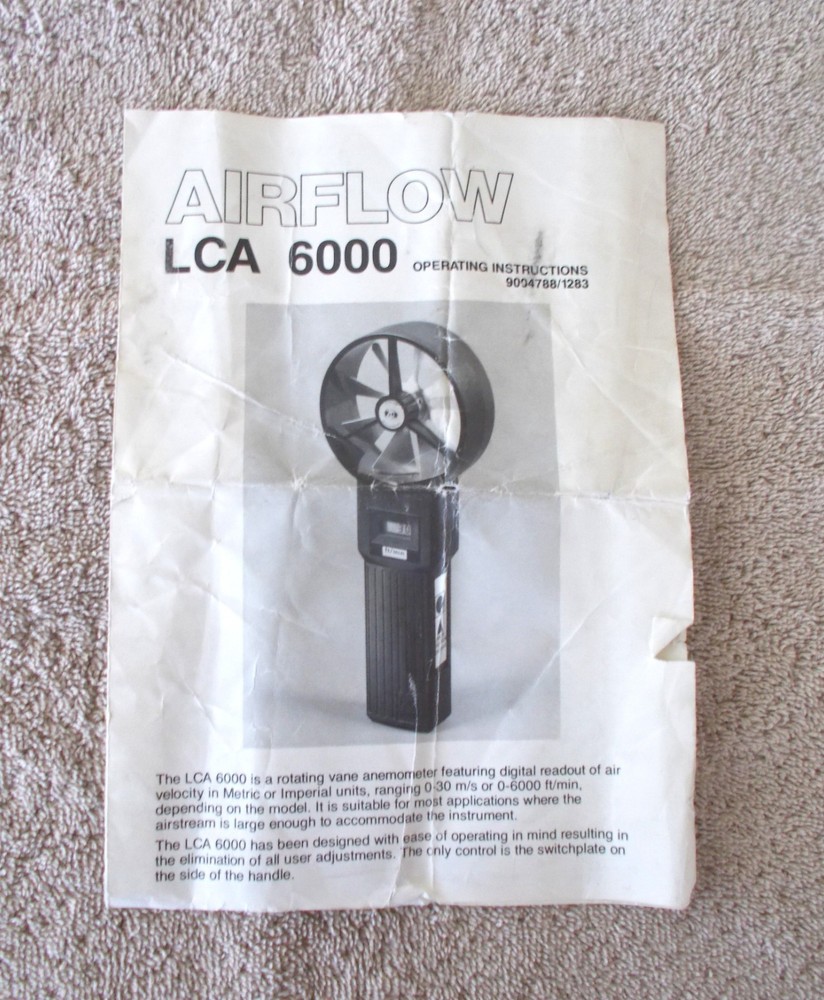 AIRFLOW
LCA 6000 OPERATING INSTRUCTIONS
9004788/1283
The LCA 6000 is a rotating vane anemometer featuring digital readout of air
velocity in Metric or Imperial units, ranging 0-30 m/s or 0-6000 ft/min,
depending on the model. It is suitable for most applications where the
airstream is large enough to accommodate the instrument.
The LCA 6000 has been designed with ease of operating in mind resulting in
the elimination of all user adjustments. The only control is the switchplate on
the side of the handle.